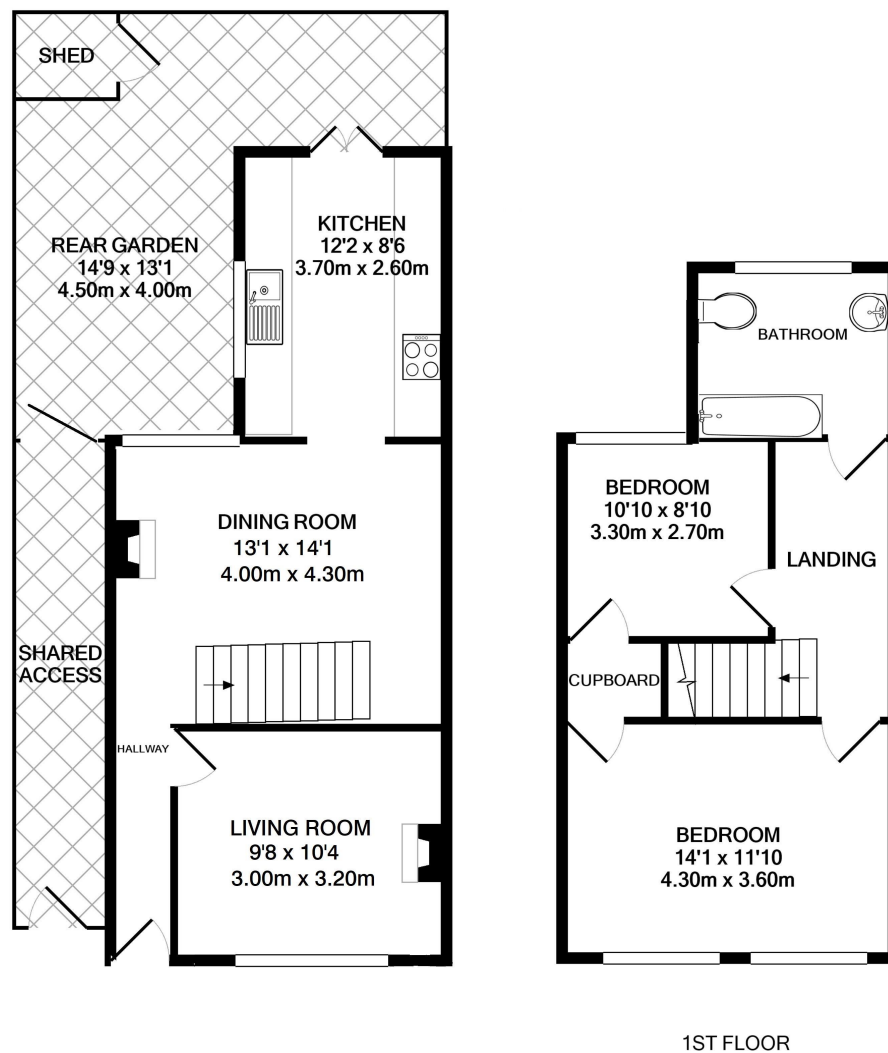 SHED
REAR GARDEN
14'9 x 13'1
4.50m x 4.00m
KITCHEN
12'2 x 8'6
3.70m x 2.60m
DINING ROOM
13'1 x 14'1
4.00m x 4.30m
SHARED
ACCESS
HALLWAY
LIVING ROOM
9'8 x 10'4
3.00m x 3.20m
BATHROOM
BEDROOM
10'10 x 8'10
3.30m x 2.70m
LANDING
CUPBOARD
BEDROOM
14'1 x 11'10
4.30m x 3.60m
1ST FLOOR